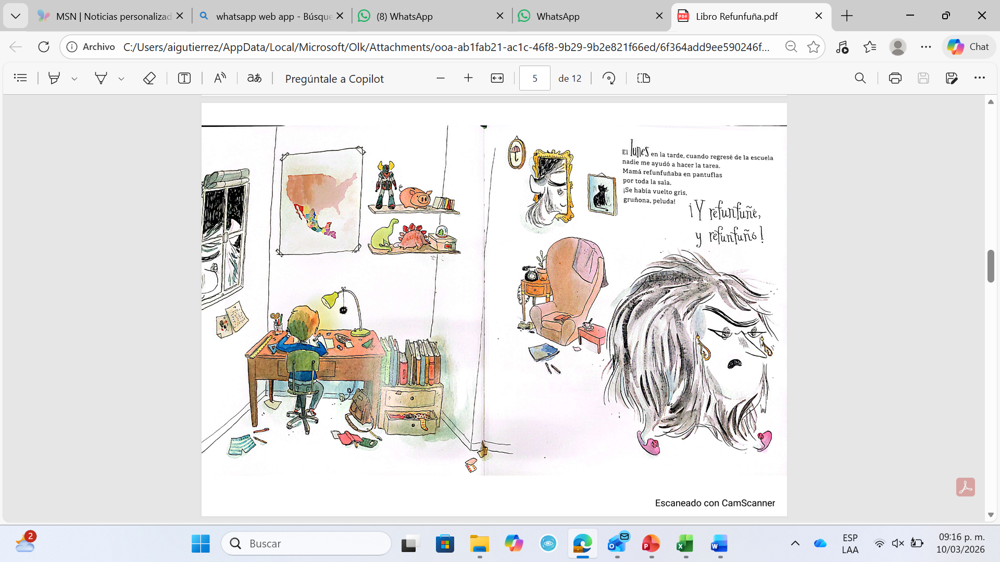 MSN | Noticias personalizad
whatsapp web app - Búsque
(8) WhatsApp
WhatsApp
Libro Refunfuña.pdf
Archivo
C:/Users/aigutierrez/AppData/Local/Microsoft/Olk/Attachments/ooa-ab1fab21-ac1c-46f8-9b29-9b2e821f66ed/6f364add9ee590246f...
Chat
Pregúntale a Copilot
5
de 12
El lunes en la tarde, cuando regresé de la escuela
nadie me ayudó a hacer la tarea.
Mamá refunfuñaba en pantuflas
por toda la sala.
¡Se había vuelto gris,
gruñona, peluda!
¡Y refunfuñé,
y refunfuñó!
Escaneado con CamScanner
2
Buscar
ESP
LAA
09:16 p. m.
10/03/2026